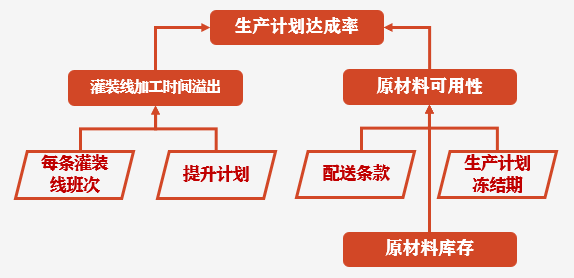 生产计划达成率
灌装线加工时间溢出
原材料可用性
每条灌装
线班次
提升计划
配送条款
生产计划
冻结期
原材料库存